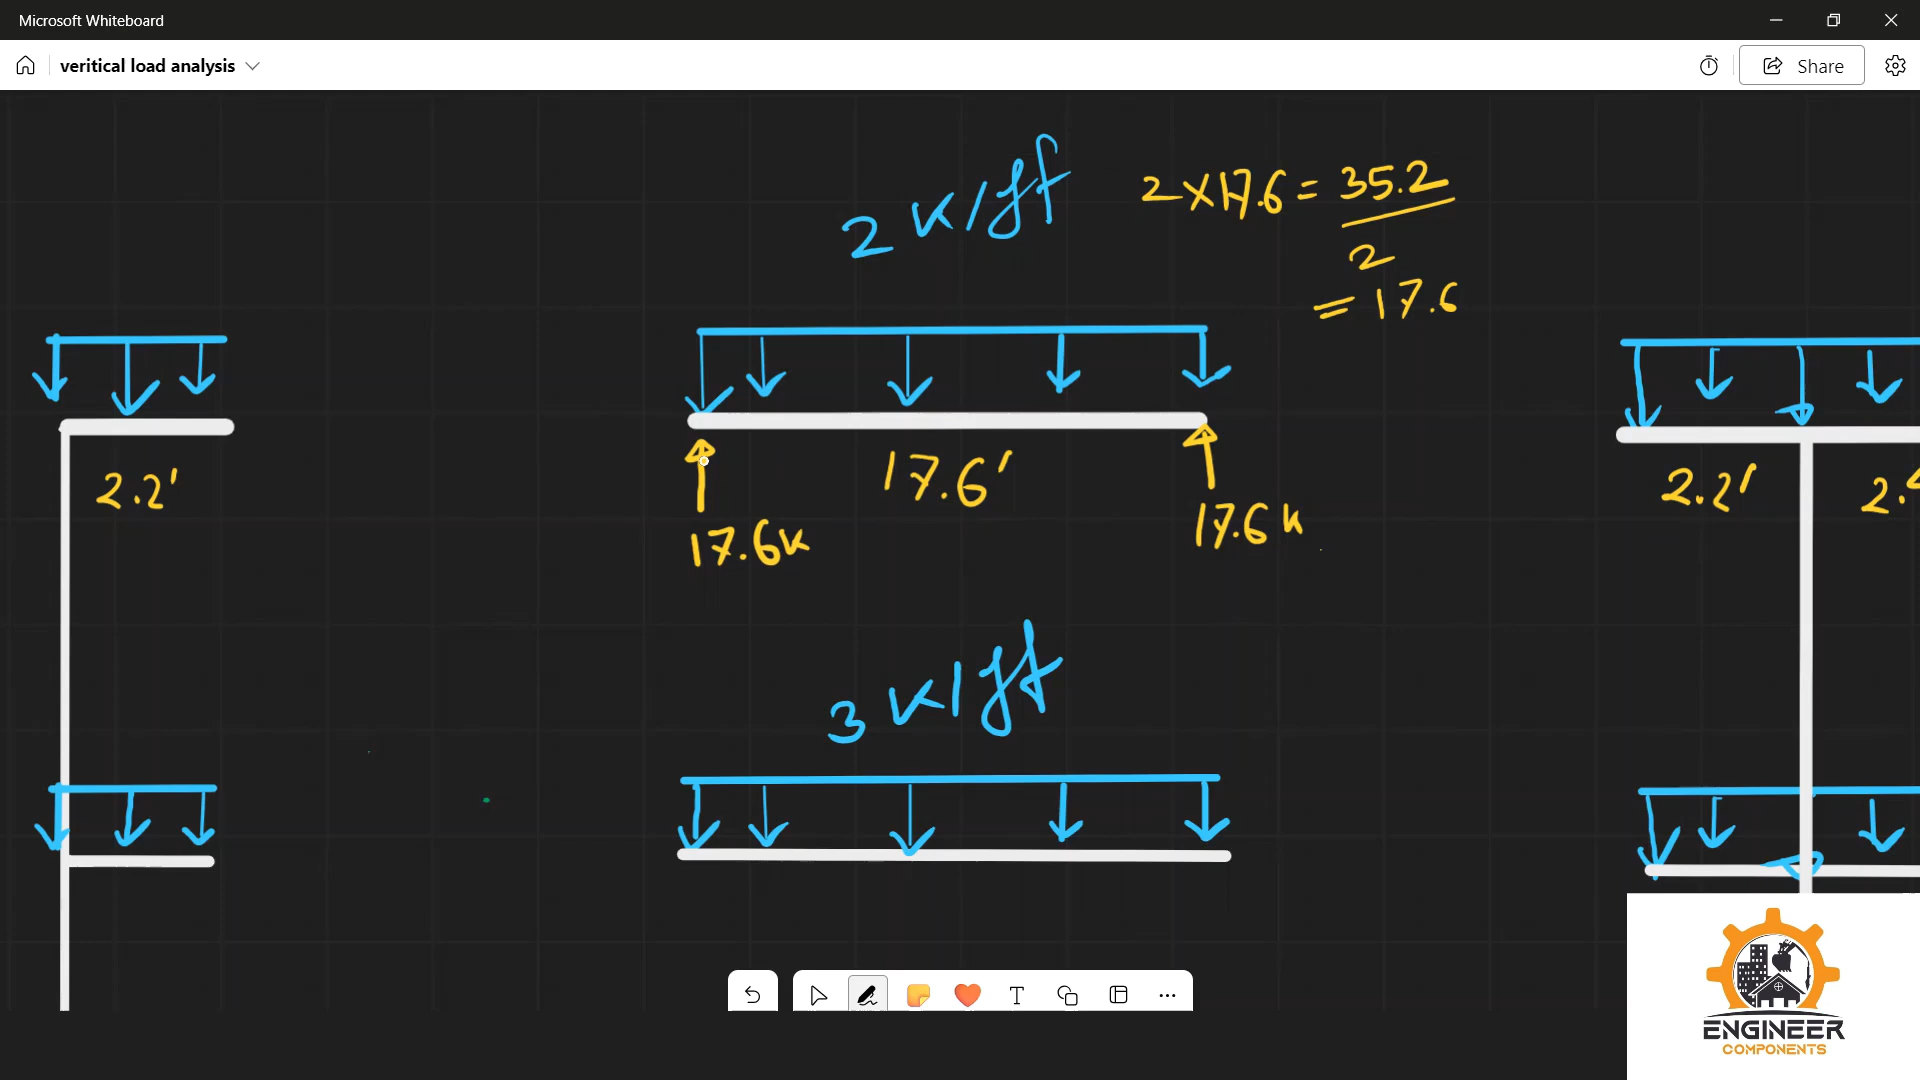 Microsoft Whiteboard
veritical load analysis
Share
2 K/ft
2 X 17.6 = 35.2
2
= 17.6
2.2'
17.6'
17.6K
17.6 K
2.2'
3 K/ft
ENGINEER
COMPONENTS